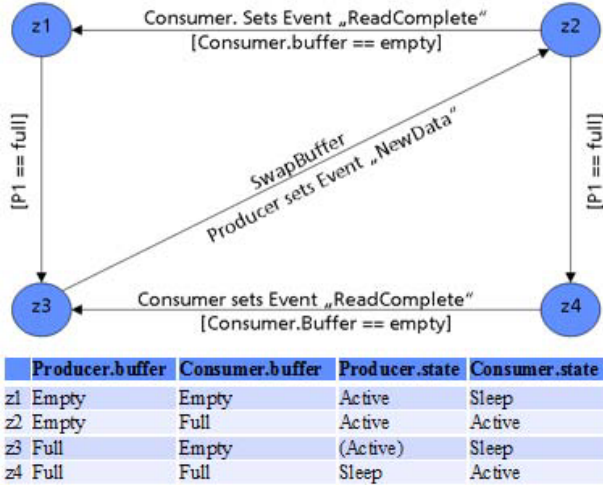 z1
Consumer. Sets Event „ReadComplete“
z2
[Consumer.buffer == empty]
[P1 == full]
SwapBuffer
Producer sets Event „NewData“
[P1 == full]
z3
Consumer sets Event „ReadComplete“
z4
[Consumer.Buffer == empty]
Producer.buffer Consumer.buffer Producer.state Consumer.state
z1 Empty Empty Active Sleep
z2 Empty Full Active Active
z3 Full Empty (Active) Sleep
z4 Full Full Sleep Active